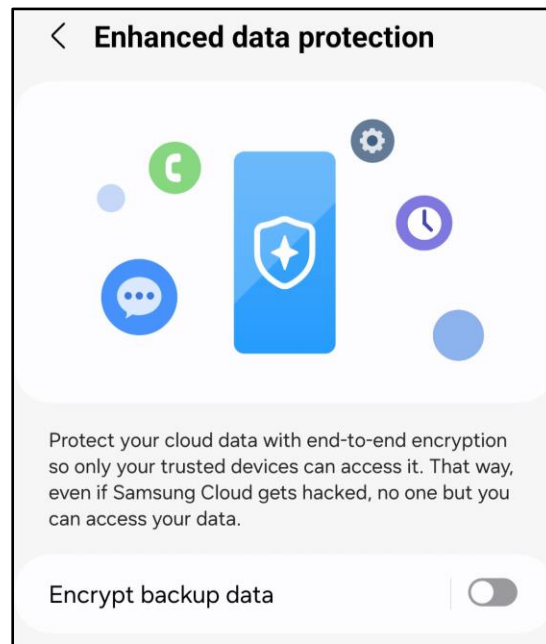 Enhanced data protection
Protect your cloud data with end-to-end encryption
so only your trusted devices can access it. That way,
even if Samsung Cloud gets hacked, no one but you
can access your data.
Encrypt backup data